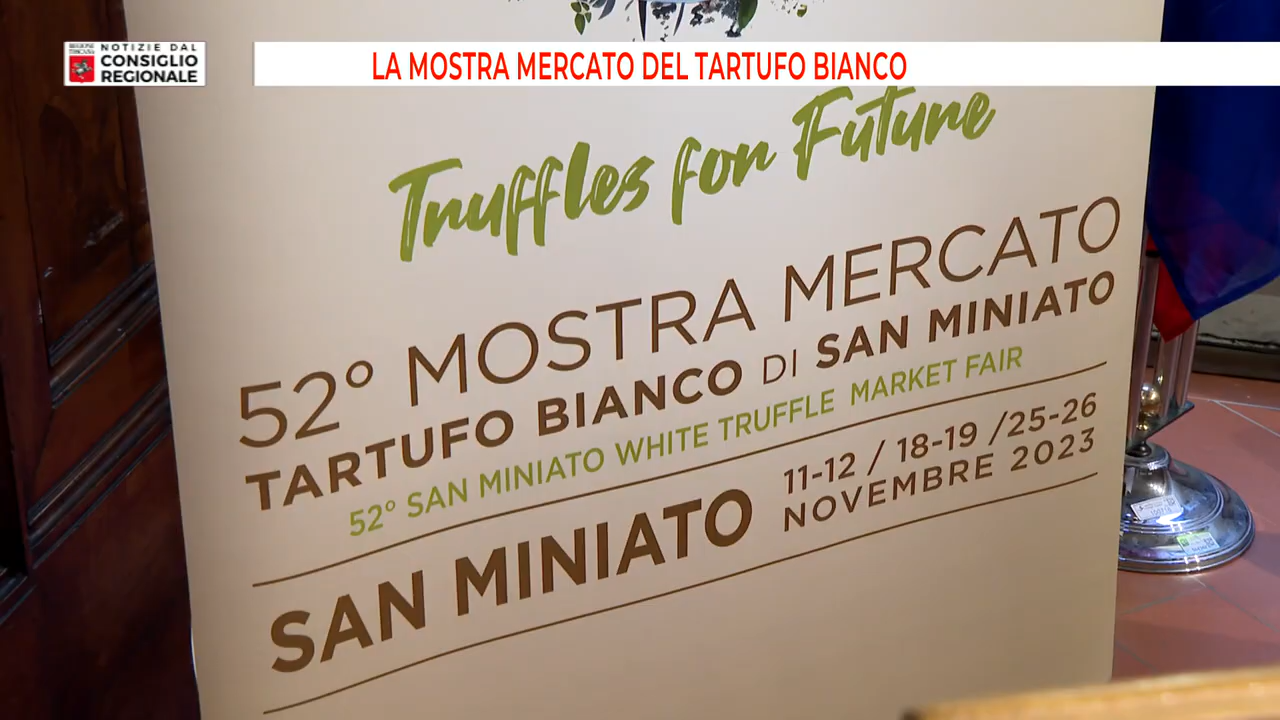 REGIONE
TOSCANA
NOTIZIE DAL
CONSIGLIO
REGIONALE
LA MOSTRA MERCATO DEL TARTUFO BIANCO
Truffles for Future
52° MOSTRA MERCATO
TARTUFO BIANCO DI SAN MINIATO
52° SAN MINIATO WHITE TRUFFLE MARKET FAIR
SAN MINIATO
11-12 / 18-19 /25-26
NOVEMBRE 2023